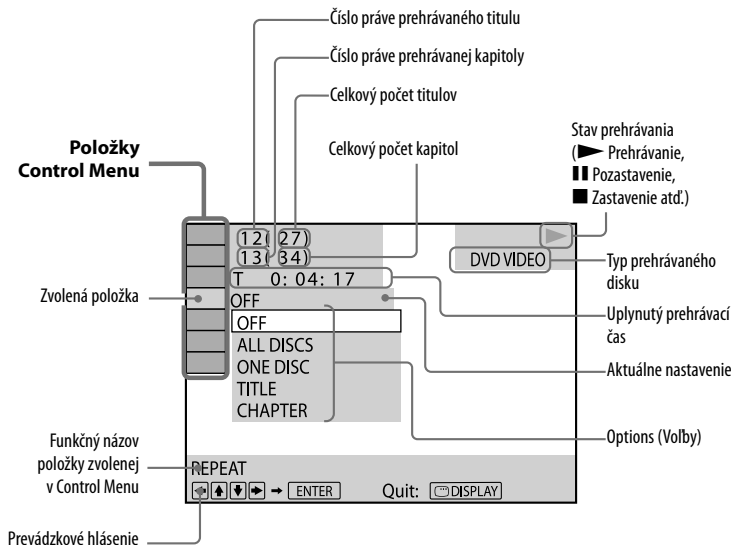 Číslo práve prehrávaného titulu
Číslo práve prehrávanej kapitoly
Celkový počet titulov
Celkový počet kapitol
Stav prehrávania
(► Prehrávanie,
❚❚ Pozastavenie,
■ Zastavenie atď.)
Položky
Control Menu
12( 27)
13( 34)
T 0: 04: 17
DVD VIDEO
Typ prehrávaného
disku
Zvolená položka
OFF
Uplynutý prehrávací
čas
OFF
ALL DISCS
ONE DISC
TITLE
CHAPTER
Aktuálne nastavenie
Options (Voľby)
Funkčný názov
položky zvolenej
v Control Menu
REPEAT
ENTER Quit: DISPLAY
Prevádzkové hlásenie